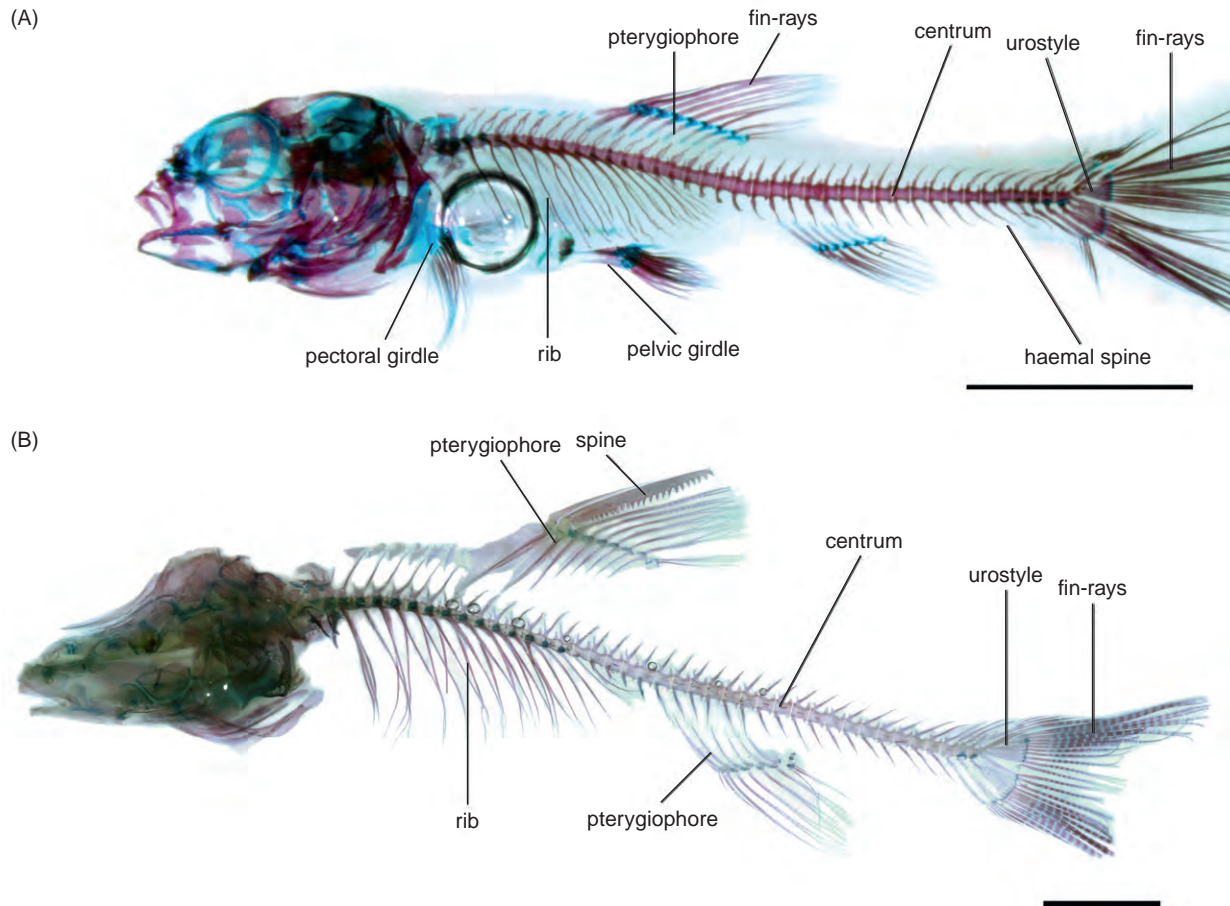 (A)
fin-rays
pterygiophore
centrum
urostyle
fin-rays
pectoral girdle
rib
pelvic girdle
haemal spine
(B)
pterygiophore
spine
centrum
urostyle
fin-rays
rib
pterygiophore